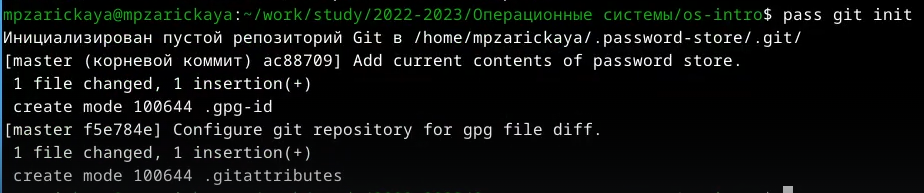 mpzarickaya@mpzarickaya:~/work/study/2022-2023/Операционные системы/os-intro$ pass git init
Инициализирован пустой репозиторий Git в /home/mpzarickaya/.password-store/.git/
[master (корневой коммит) ac88709] Add current contents of password store.
 1 file changed, 1 insertion(+)
 create mode 100644 .gpg-id
[master f5e784e] Configure git repository for gpg file diff.
 1 file changed, 1 insertion(+)
 create mode 100644 .gitattributes